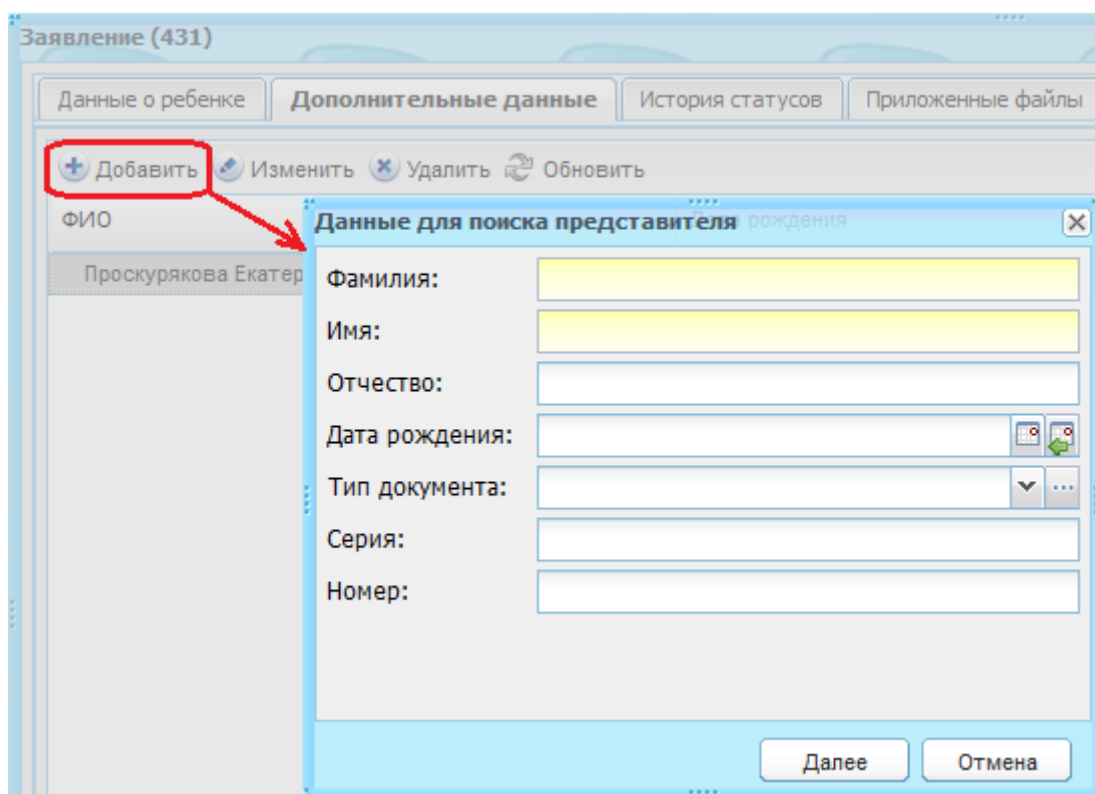 Заявление (431)
Данные о ребенке Дополнительные данные История статусов Приложенные файлы
Добавить Изменить Удалить Обновить
ФИО
Данные для поиска представителя
рождения
Проскурякова Екатер
Фамилия:
Имя:
Отчество:
Дата рождения:
Тип документа:
Серия:
Номер:
Далее Отмена